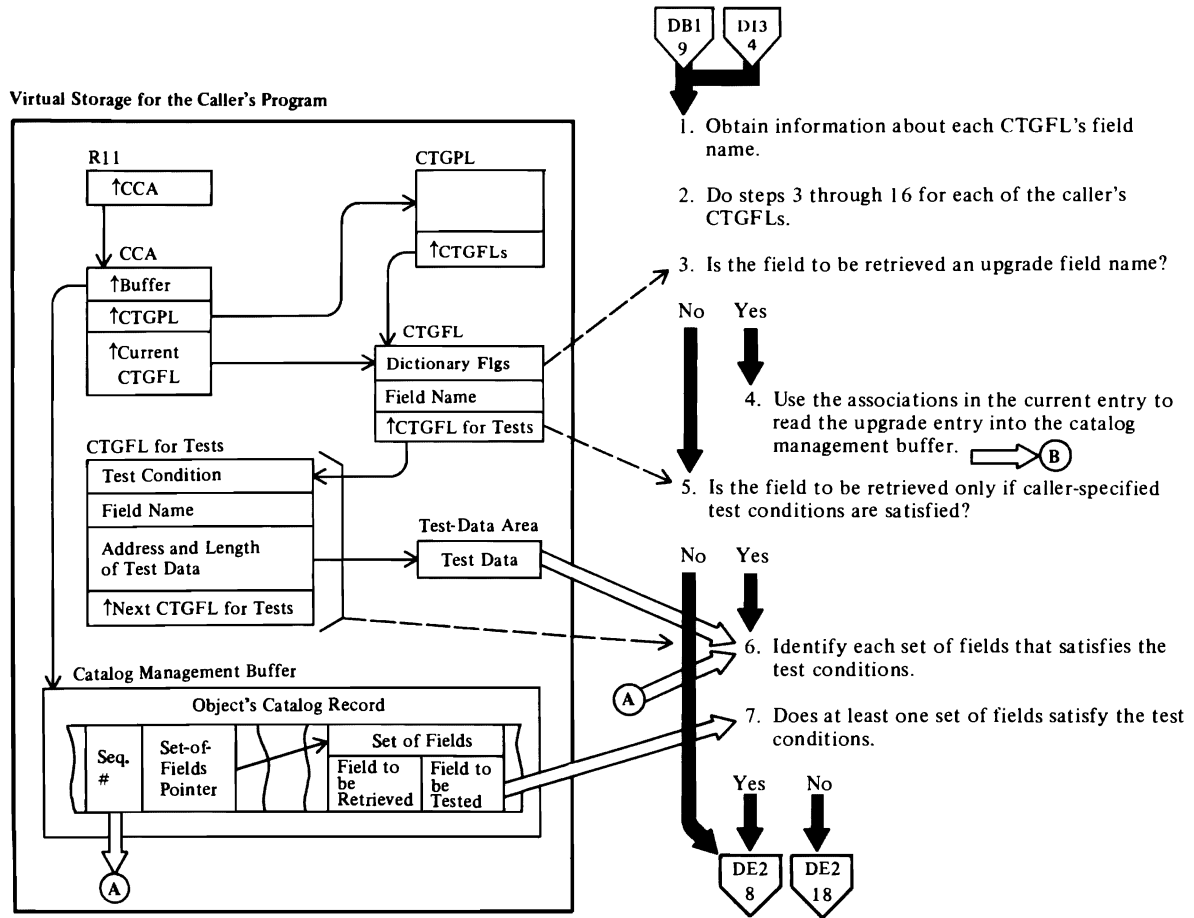 DB1
9
DI3
4
Virtual Storage for the Caller's Program
R11
↑CCA
CCA
↑Buffer
↑CTGPL
↑Current
CTGFL
CTGPL
↑CTGFLs
CTGFL
Dictionary Flgs
Field Name
↑CTGFL for Tests
CTGFL for Tests
Test Condition
Field Name
Address and Length
of Test Data
↑Next CTGFL for Tests
Test-Data Area
Test Data
Catalog Management Buffer
Object's Catalog Record
Seq.
#
Set-of-
Fields
Pointer
Set of Fields
Field to
be
Retrieved
Field to
be
Tested
A
1. Obtain information about each CTGFL's field
name.
2. Do steps 3 through 16 for each of the caller's
CTGFLs.
3. Is the field to be retrieved an upgrade field name?
No Yes
4. Use the associations in the current entry to
read the upgrade entry into the catalog
management buffer.
B
5. Is the field to be retrieved only if caller-specified
test conditions are satisfied?
No Yes
6. Identify each set of fields that satisfies the
test conditions.
A
7. Does at least one set of fields satisfy the test
conditions.
Yes No
DE2
8
DE2
18